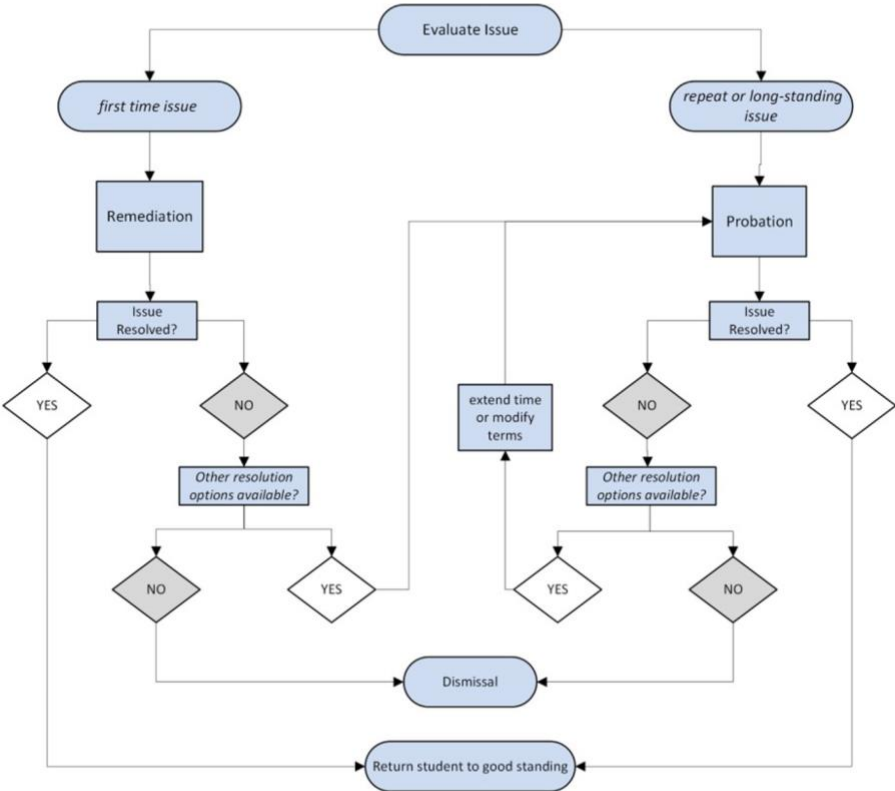 Evaluate Issue
first time issue
repeat or long-standing
issue
Remediation
Probation
Issue
Resolved?
Issue
Resolved?
YES
NO
extend time
or modify
terms
NO
YES
Other resolution
options available?
Other resolution
options available?
NO
YES
YES
NO
Dismissal
Return student to good standing